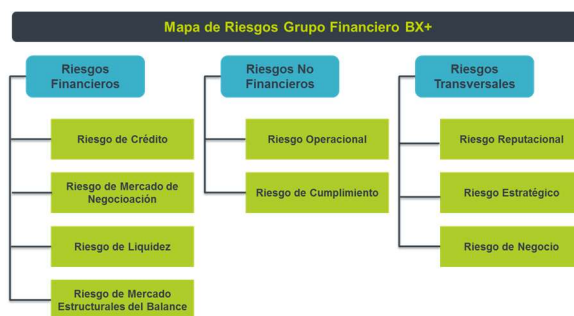 Mapa de Riesgos Grupo Financiero BX+
Riesgos
Financieros
Riesgos No
Financieros
Riesgos
Transversales
Riesgo de Crédito
Riesgo Operacional
Riesgo Reputacional
Riesgo de Mercado de
Negocioación
Riesgo de Cumplimiento
Riesgo Estratégico
Riesgo de Liquidez
Riesgo de Negocio
Riesgo de Mercado
Estructurales del Balance